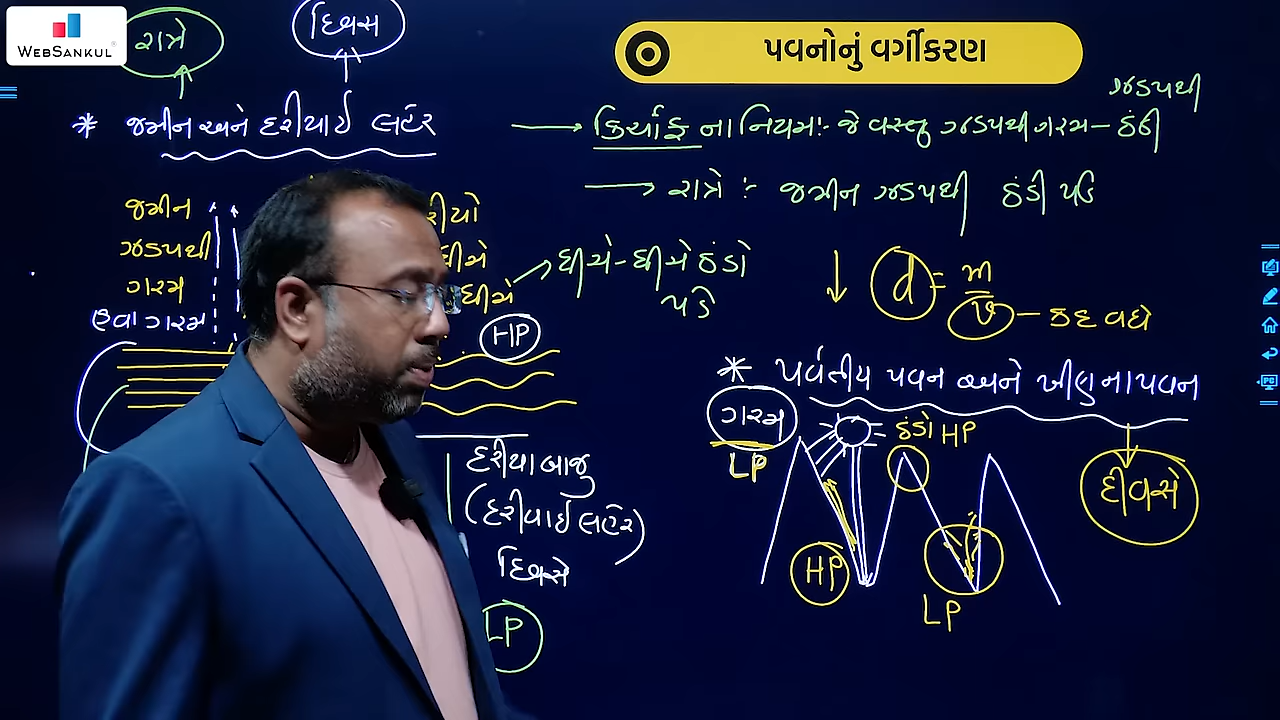 WEBSANKUL
રાત્રે
દિવસ
પવનોનું વર્ગીકરણ
* જમીન અને દરીયાઈ લહેર
→ કિર્ચોફ ના નિયમઃ- જે વસ્તુ ઝડપથી ગરમ – ઠંડી
ઝડપથી
→ રાત્રે :- જમીન ઝડપથી ઠંડી પડે
જમીન
ઝડપથી
ગરમ
હવા ગરમ
રીયો
ધીમે
ધીમે
ધીમે-ધીમે ઠંડો
પડે
HP
↓ d = m
v – કદ વધે
* પર્વતીય પવન અને ખીણ ના પવન
ગરમ
LP
ઠંડો HP
દીવસે
HP
LP
દરીયા બાજુ
(દરીયાઈ લહેર)
દિવસે
LP